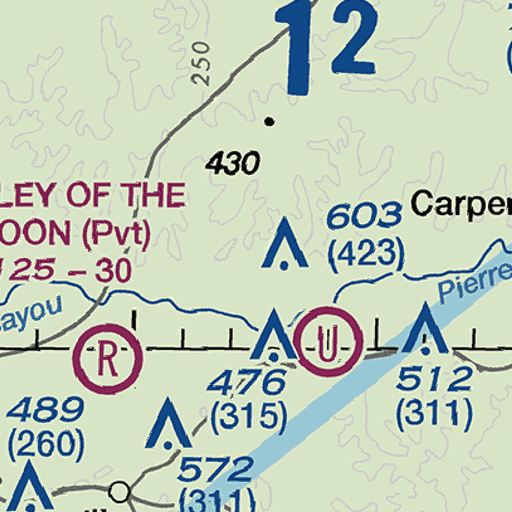 12
250
430
LEY OF THE
OON (Pvt)
25 - 30
603
(423)
Carper
Pierre
ayou
R
U
476
(315)
512
(311)
489
(260)
572
(311)